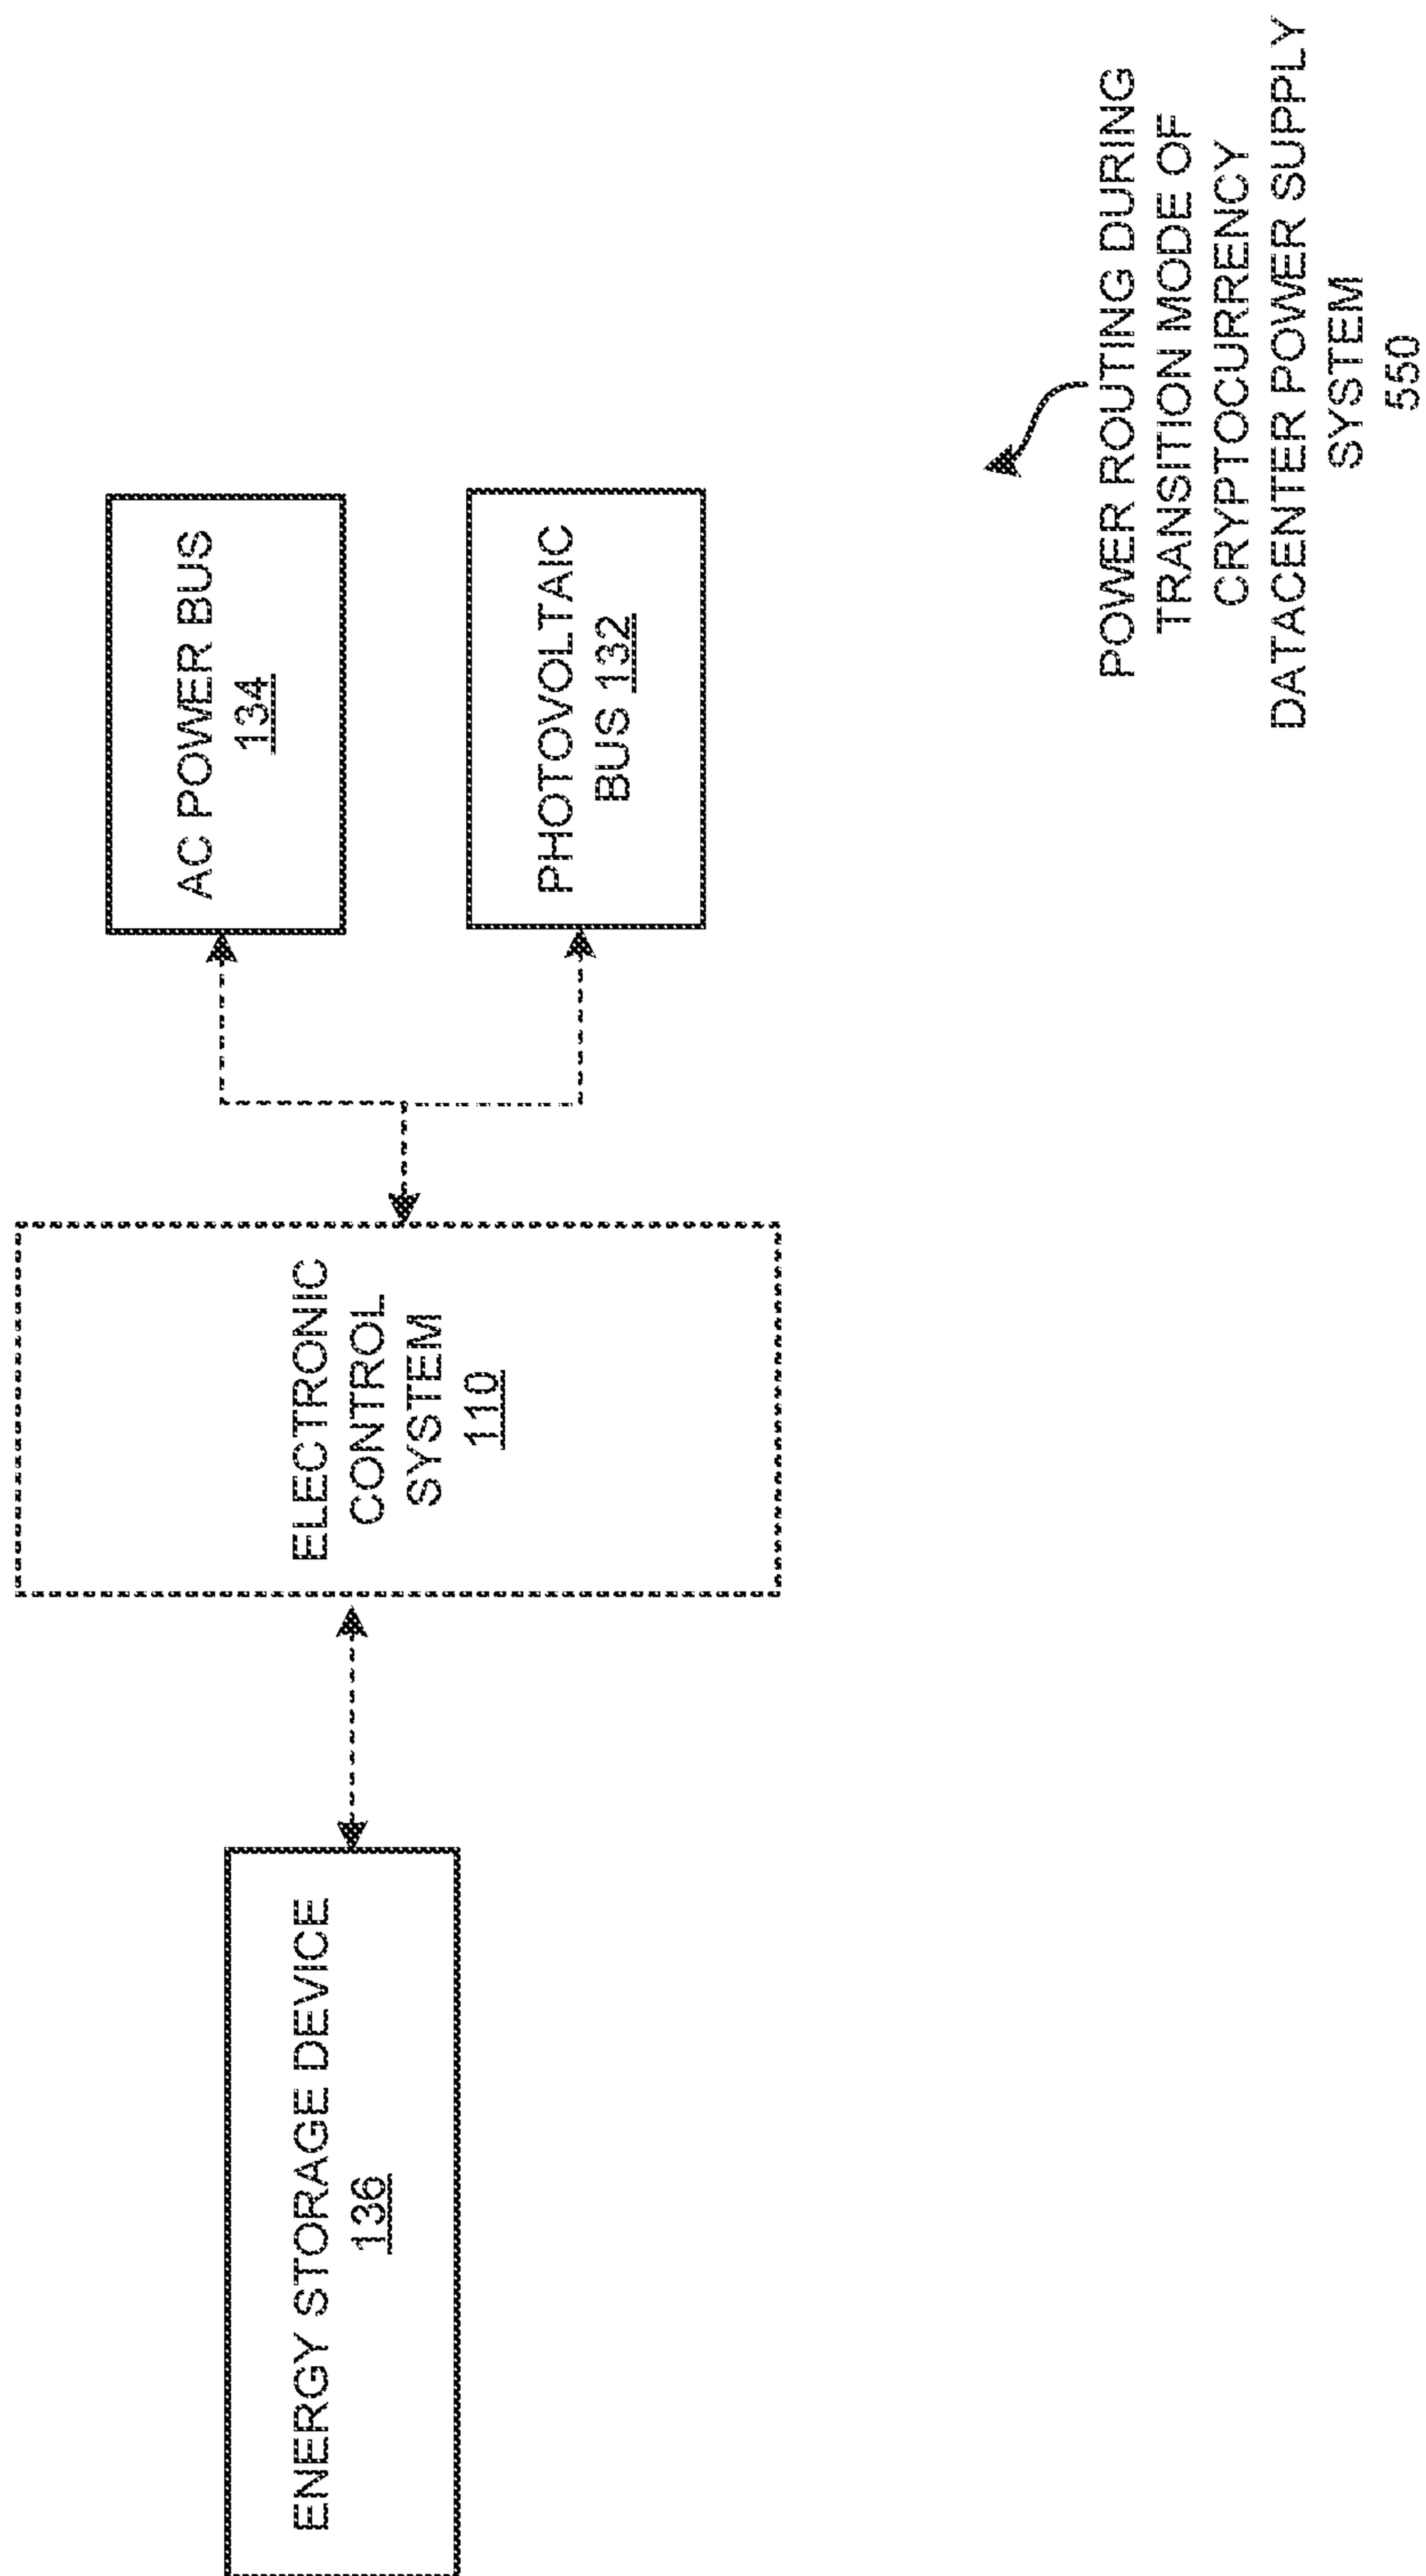 ENERGY STORAGE DEVICE
136
ELECTRONIC
CONTROL
SYSTEM
110
AC POWER BUS
134
PHOTOVOLTAIC
BUS 132
POWER ROUTING DURING
TRANSITION MODE OF
CRYPTOCURRENCY
DATACENTER POWER SUPPLY
SYSTEM
550